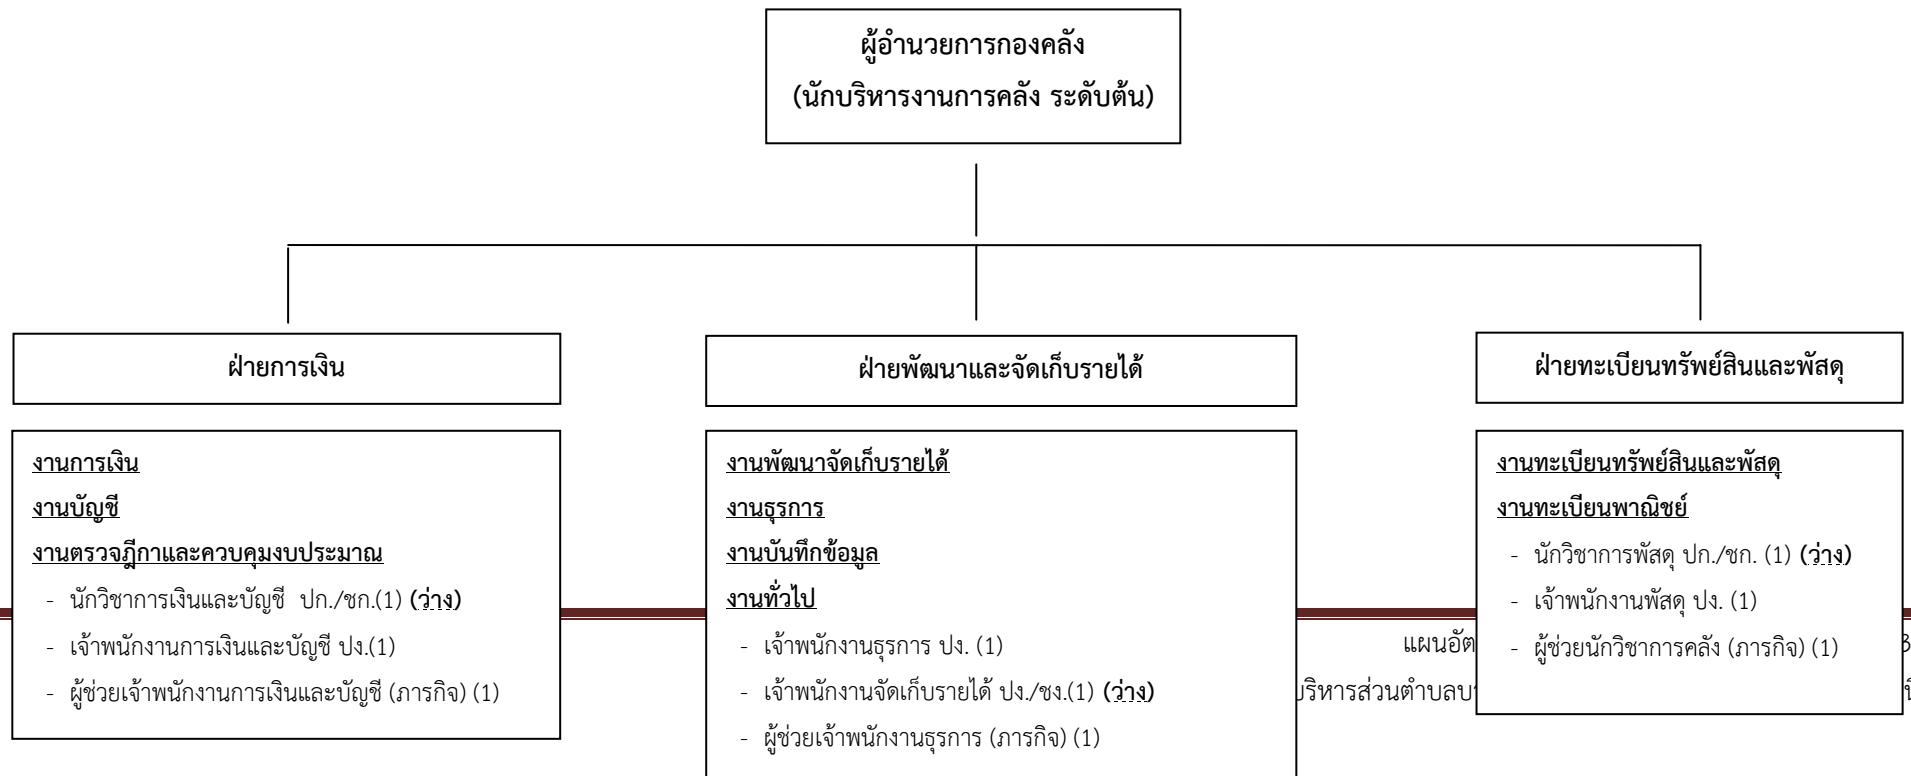 ผู้อำนวยการกองคลัง
(นักบริหารงานการคลัง ระดับต้น)
ฝ่ายการเงิน
งานการเงิน
งานบัญชี
งานตรวจฎีกาและควบคุมงบประมาณ
- นักวิชาการเงินและบัญชี ปก./ชก.(1) (ว่าง)
- เจ้าพนักงานการเงินและบัญชี ปง.(1)
- ผู้ช่วยเจ้าพนักงานการเงินและบัญชี (ภารกิจ) (1)
ฝ่ายพัฒนาและจัดเก็บรายได้
งานพัฒนาจัดเก็บรายได้
งานธุรการ
งานบันทึกข้อมูล
งานทั่วไป
- เจ้าพนักงานธุรการ ปง. (1)
- เจ้าพนักงานจัดเก็บรายได้ ปง./ชง.(1) (ว่าง)
- ผู้ช่วยเจ้าพนักงานธุรการ (ภารกิจ) (1)
ฝ่ายทะเบียนทรัพย์สินและพัสดุ
งานทะเบียนทรัพย์สินและพัสดุ
งานทะเบียนพาณิชย์
- นักวิชาการพัสดุ ปก./ชก. (1) (ว่าง)
- เจ้าพนักงานพัสดุ ปง. (1)
- ผู้ช่วยนักวิชาการคลัง (ภารกิจ) (1)
แผนอัต
บริหารส่วนตำบล